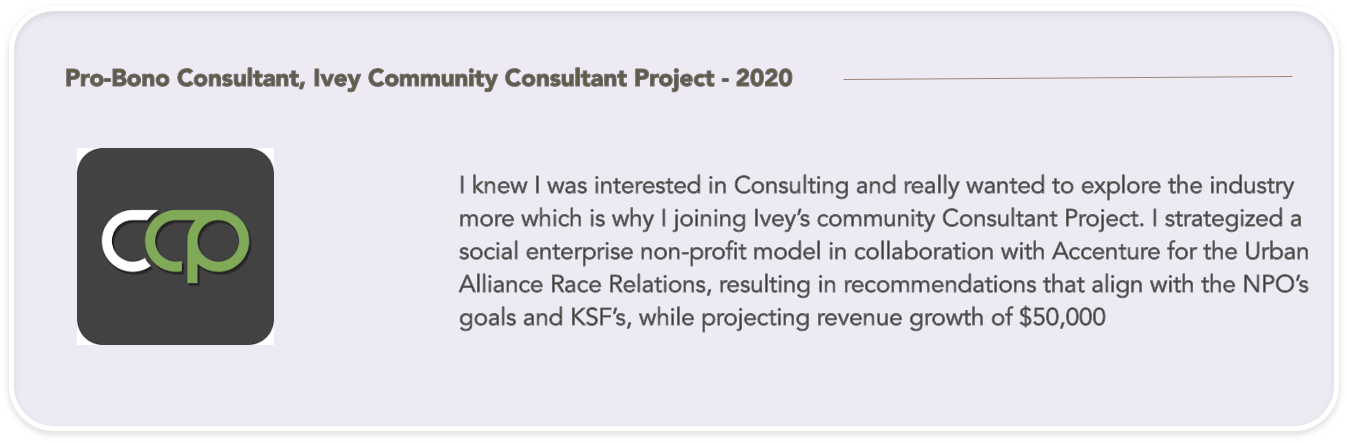 Pro-Bono Consultant, Ivey Community Consultant Project - 2020
ccp
I knew I was interested in Consulting and really wanted to explore the industry
more which is why I joining Ivey’s community Consultant Project. I strategized a
social enterprise non-profit model in collaboration with Accenture for the Urban
Alliance Race Relations, resulting in recommendations that align with the NPO’s
goals and KSF’s, while projecting revenue growth of $50,000